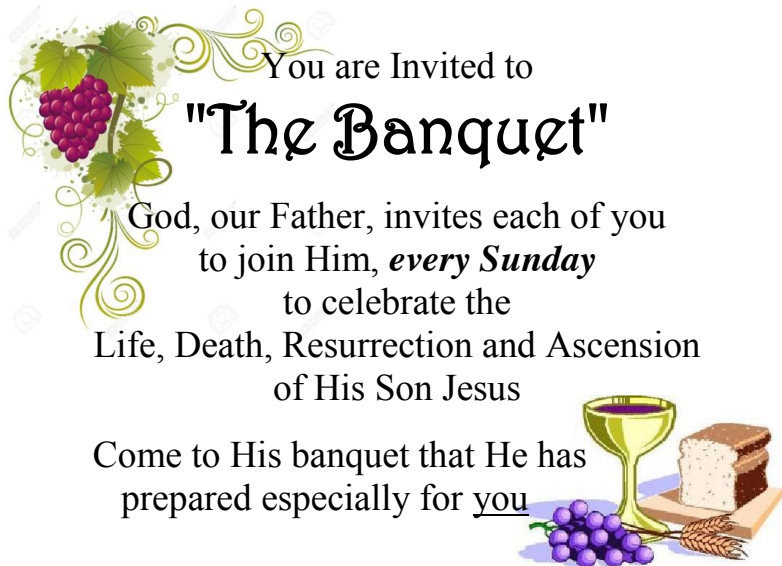 You are Invited to
"The Banquet"
God, our Father, invites each of you
to join Him, every Sunday
to celebrate the
Life, Death, Resurrection and Ascension
of His Son Jesus
Come to His banquet that He has
prepared especially for you